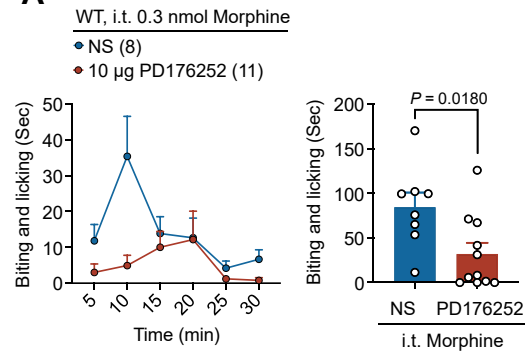 WT, i.t. 0.3 nmol Morphine
NS (8)
10 µg PD176252 (11)
Biting and licking (Sec)
50
40
30
20
10
0
5 10 15 20 25 30
Time (min)
Biting and licking (Sec)
200
150
100
50
0
P = 0.0180
NS PD176252
i.t. Morphine